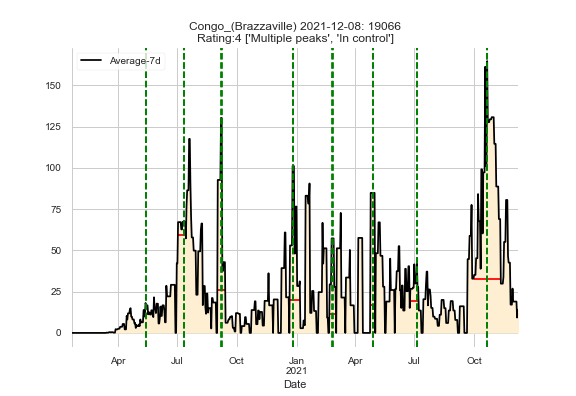 Congo_(Brazzaville) 2021-12-08: 19066
Rating:4 ['Multiple peaks', 'In control']
Average-7d
150
125
100
75
50
25
0
Apr
Jul
Oct
Jan
2021
Apr
Jul
Oct
Date